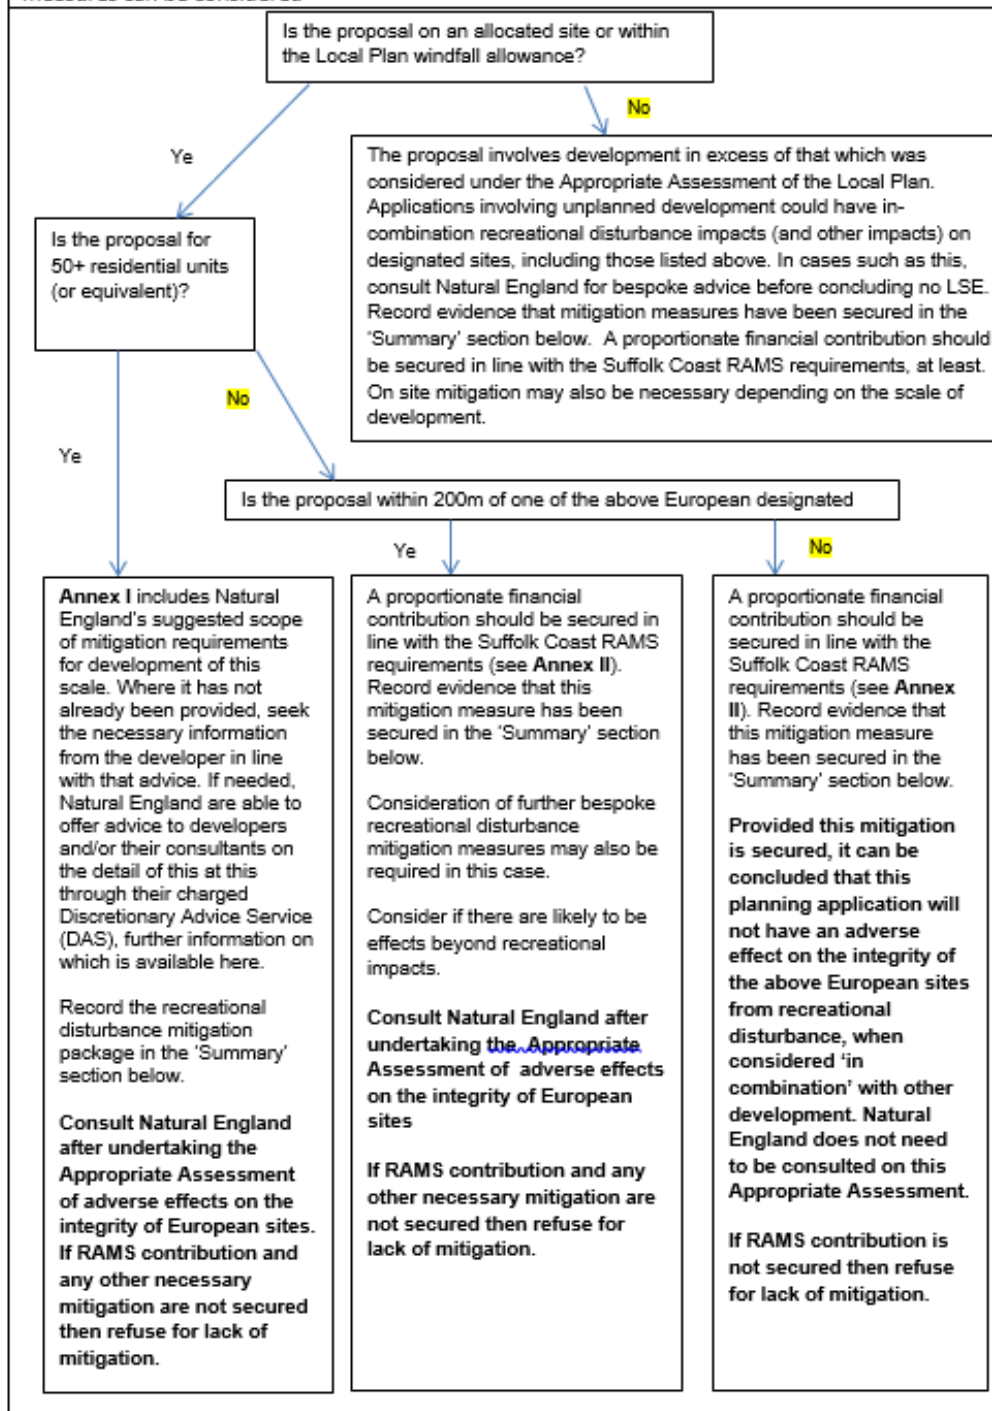 Is the proposal on an allocated site or within
the Local Plan windfall allowance?
No
Ye
The proposal involves development in excess of that which was
considered under the Appropriate Assessment of the Local Plan.
Applications involving unplanned development could have in-
combination recreational disturbance impacts (and other impacts) on
designated sites, including those listed above. In cases such as this,
consult Natural England for bespoke advice before concluding no LSE.
Record evidence that mitigation measures have been secured in the
'Summary' section below.  A proportionate financial contribution should
be secured in line with the Suffolk Coast RAMS requirements, at least.
On site mitigation may also be necessary depending on the scale of
development.
Is the proposal for
50+ residential units
(or equivalent)?
No
Ye
Is the proposal within 200m of one of the above European designated
Ye
No
Annex I includes Natural
England's suggested scope
of mitigation requirements
for development of this
scale. Where it has not
already been provided, seek
the necessary information
from the developer in line
with that advice. If needed,
Natural England are able to
offer advice to developers
and/or their consultants on
the detail of this at this
through their charged
Discretionary Advice Service
(DAS), further information on
which is available here.
Record the recreational
disturbance mitigation
package in the 'Summary'
section below.
Consult Natural England
after undertaking the
Appropriate Assessment
of adverse effects on the
integrity of European sites.
If RAMS contribution and
any other necessary
mitigation are not secured
then refuse for lack of
mitigation.
A proportionate financial
contribution should be secured in
line with the Suffolk Coast RAMS
requirements (see Annex II).
Record evidence that this
mitigation measure has been
secured in the 'Summary' section
below.
Consideration of further bespoke
recreational disturbance
mitigation measures may also be
required in this case.
Consider if there are likely to be
effects beyond recreational
impacts.
Consult Natural England after
undertaking the  Appropriate
Assessment of  adverse effects
on the integrity of European
sites
If RAMS contribution and any
other necessary mitigation are
not secured then refuse for
lack of mitigation.
A proportionate financial
contribution should be
secured in line with the
Suffolk Coast RAMS
requirements (see Annex
II). Record evidence that
this mitigation measure
has been secured in the
'Summary' section below.
Provided this mitigation
is secured, it can be
concluded that this
planning application will
not have an adverse
effect on the integrity of
the above European sites
from recreational
disturbance, when
considered 'in
combination' with other
development. Natural
England does not need
to be consulted on this
Appropriate Assessment.
If RAMS contribution is
not secured then refuse
for lack of mitigation.